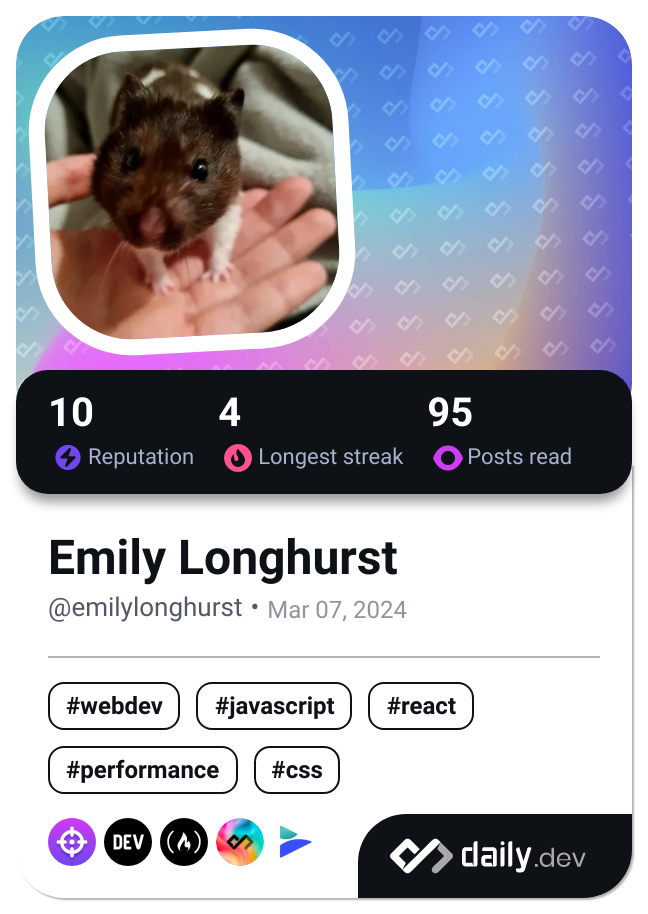 10 4 95
Reputation Longest streak Posts read
Emily Longhurst
@emilylonghurst • Mar 07, 2024
#webdev #javascript #react
#performance #css
DEV
daily.dev